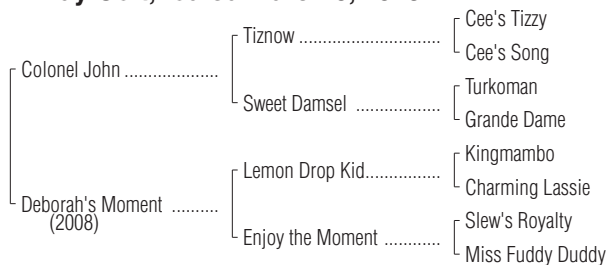 Cee's Tizzy
Tiznow ..............................
Cee's Song
Colonel John ....................
Turkoman
Sweet Damsel ..................
Grande Dame
Kingmambo
Lemon Drop Kid................
Charming Lassie
Deborah's Moment ..........
(2008)
Slew's Royalty
Enjoy the Moment .............
Miss Fuddy Duddy